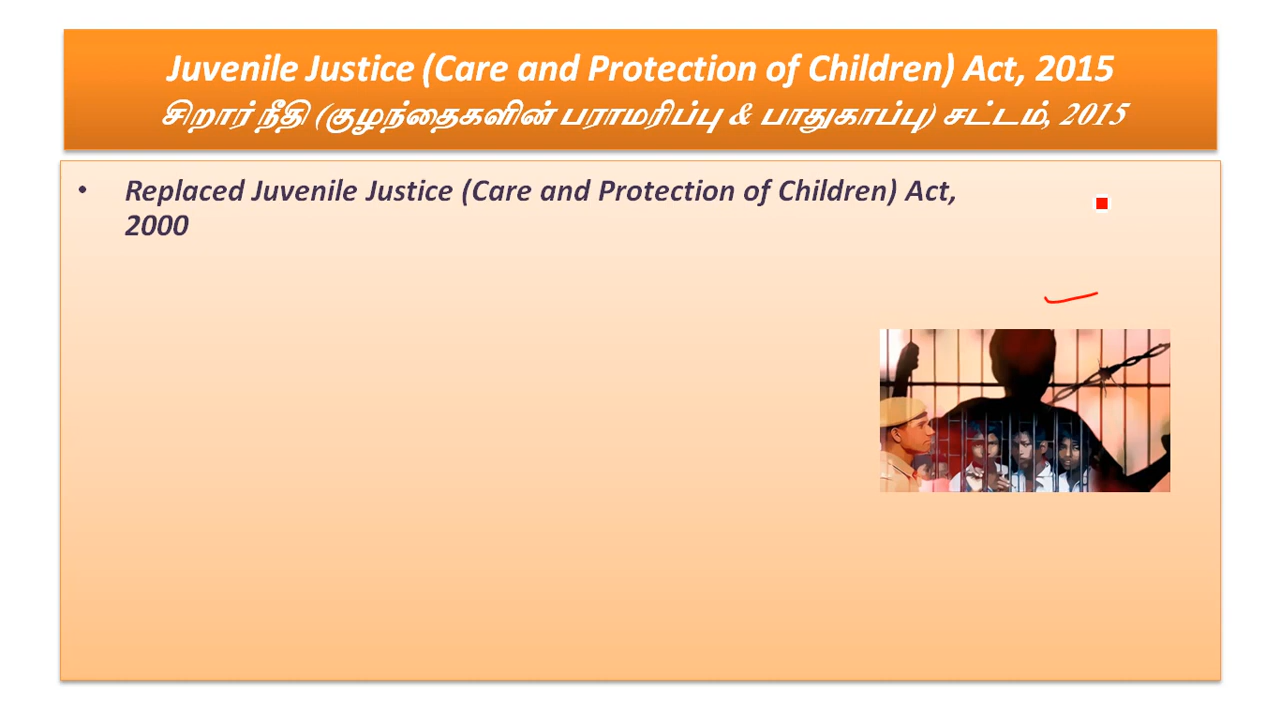 Juvenile Justice (Care and Protection of Children) Act, 2015
சிறார் நீதி (குழந்தைகளின் பராமரிப்பு & பாதுகாப்பு) சட்டம், 2015
• Replaced Juvenile Justice (Care and Protection of Children) Act,
2000